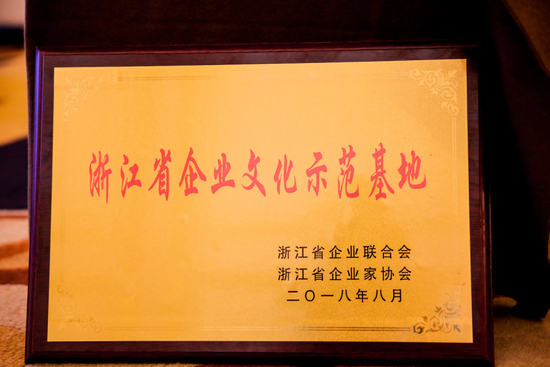 浙江省企业文化示范基地
浙江省企业联合会
浙江省企业家协会
二〇一八年八月